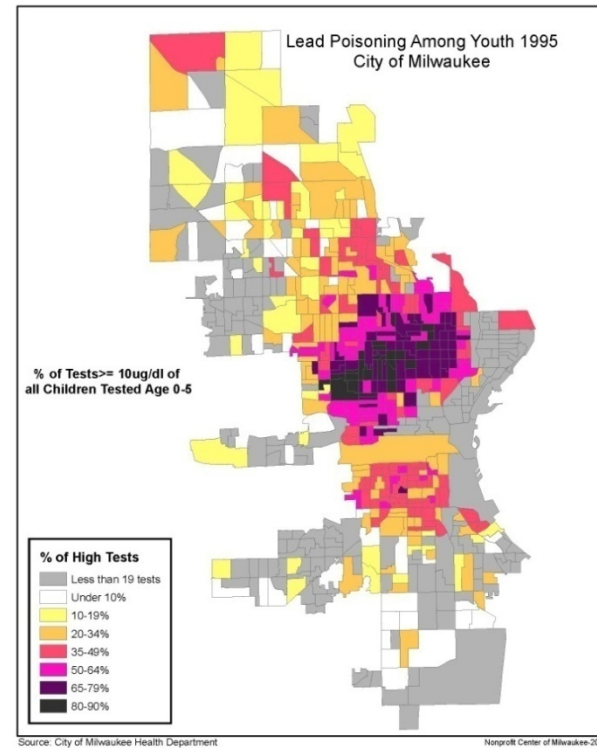 Lead Poisoning Among Youth 1995
City of Milwaukee
% of Tests>= 10ug/dl of
all Children Tested Age 0-5
% of High Tests
Less than 19 tests
Under 10%
10-19%
20-34%
35-49%
50-64%
65-79%
80-90%
Source: City of Milwaukee Health Department
Nonprofit Center of Milwaukee-20